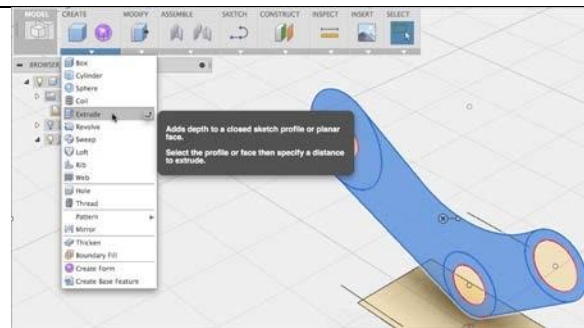 MODEL CREATE MODIFY ASSEMBLE SKETCH CONSTRUCT INSPECT INSERT SELECT
BROWSER
Box
Cylinder
Sphere
Coil
Extrude
Revolve
Sweep
Loft
Rib
Web
Hole
Thread
Pattern
Mirror
Thicken
Boundary Fill
Create Form
Create Base Feature
Adds depth to a closed sketch profile or planar
face.
Select the profile or face then specify a distance
to extrude.